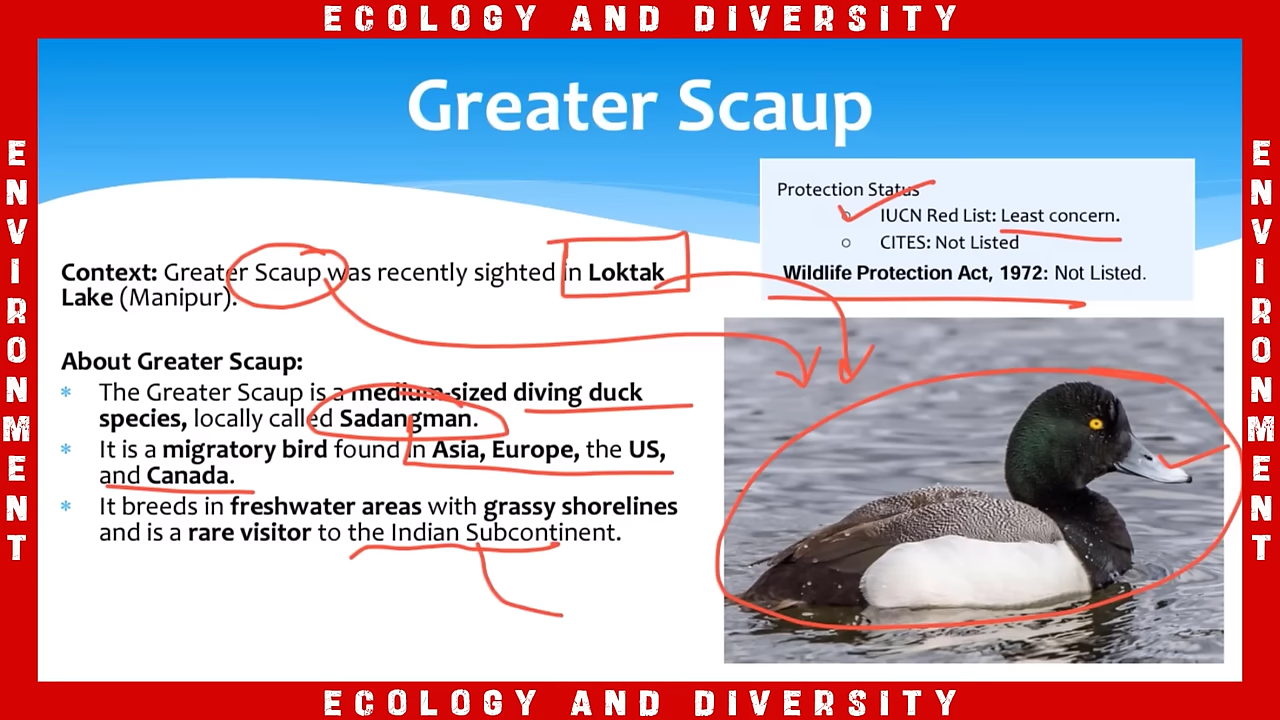 ECOLOGY AND DIVERSITY
Greater Scaup
Protection Status
IUCN Red List: Least concern.
CITES: Not Listed
Wildlife Protection Act, 1972: Not Listed.
Context: Greater Scaup was recently sighted in Loktak
Lake (Manipur).
About Greater Scaup:
The Greater Scaup is a medium-sized diving duck
species, locally called Sadangman.
It is a migratory bird found in Asia, Europe, the US,
and Canada.
It breeds in freshwater areas with grassy shorelines
and is a rare visitor to the Indian Subcontinent.
ENVIRONMENT
ENVIRONMENT
ECOLOGY AND DIVERSITY